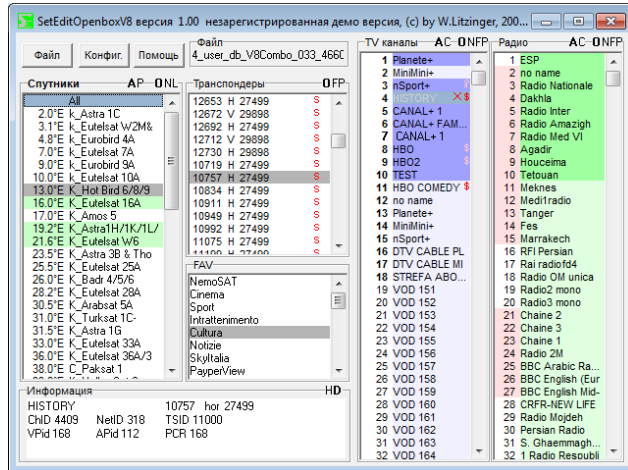 SetEditOpenboxV8 версия 1.00 незарегистрированная демо версия, (c) by W.Litzinger, 200...
Файл
Конфиг.
Помощь
Файл
4_user_db_V8Combo_033_466C
Спутники AP ONL
All
2.0°E k_Astra 1C
3.1°E k_Eutelsat W2M&
4.8°E k_Eurobird 4A
7.0°E k_Eutelsat 7A
9.0°E k_Eurobird 9A
10.0°E k_Eutelsat 10A
13.0°E K_Hot Bird 6/8/9
16.0°E K_Eutelsat 16A
17.0°E K_Amos 5
19.2°E K_Astra1H/1K/1L/
21.6°E K_Eutelsat W6
23.5°E K_Astra 3B & Tho
25.5°E K_Eutelsat 25A
26.0°E K_Badr 4/5/6
28.2°E K_Eutelsat 28A
30.5°E K_Arabsat 5A
31.0°E K_Turksat 1C-
31.5°E K_Astra 1G
33.0°E K_Eutelsat 33A
36.0°E K_Eutelsat 36A/3
38.0°E C_Paksat 1
Транспондеры OFP
12653 H 27499 S
12672 V 29898 S
12692 H 27499 S
12712 V 29898 S
12730 H 29898 S
10719 H 27499 S
10757 H 27499 S
10834 H 27499 S
10911 H 27499 S
10949 H 27499 S
10992 H 27499 S
11075 H 27499 S
11199 H 27499 S
FAV
NemoSAT
Cinema
Sport
Intrattenimento
Cultura
Notizie
SkyItalia
PayperView
TV каналы AC-ONFP
1 Planete+
2 MiniMini+
3 nSport+ $
4 HISTORY X $
5 CANAL+ 1
6 CANAL+ FAM...
7 CANAL+ 1
8 HBO $
9 HBO2 $
10 TEST
11 HBO COMEDY $
12 no name
13 Planete+
14 MiniMini+
15 nSport+
16 DTV CABLE PL
17 DTV CABLE MI
18 STREFA ABO...
19 VOD 151
20 VOD 152
21 VOD 153
22 VOD 154
23 VOD 155
24 VOD 156
25 VOD 157
26 VOD 158
27 VOD 159
28 VOD 160
29 VOD 161
30 VOD 162
31 VOD 163
32 VOD 164
Радио AC-ONFP
1 ESP
2 no name
3 Radio Nationale
4 Dakhla
5 Radio Inter
6 Radio Amazigh
7 Radio Med VI
8 Agadir
9 Houceima
10 Tetouan
11 Meknes
12 Medi1radio
13 Tanger
14 Fes
15 Marrakech
16 RFI Persian
17 Rai radiofd4
18 Radio OM unica
19 Radio2 mono
20 Radio3 mono
21 Chaine 2
22 Chaine 3
23 Chaine 1
24 Radio 2M
25 BBC Arabic Ra...
26 BBC English (Eur
27 BBC English Mid-
28 CRFR-NEW LIFE
29 Radio Mojdeh
30 Persian Radio
31 S. Ghaemmagh...
32 1 Radio Respubli
Информация HD
HISTORY 10757 hor 27499
ChID 4409 NetID 318 TSID 11000
VPid 168 APid 112 PCR 168